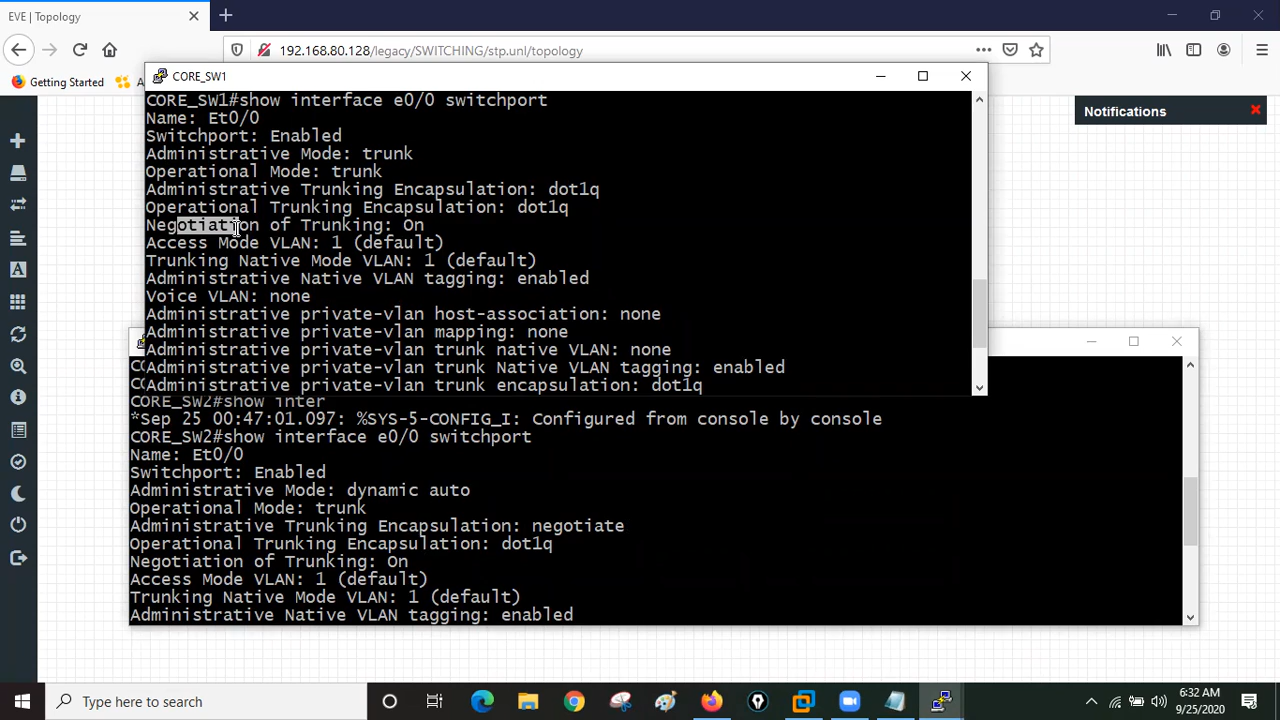 EVE | Topology
192.168.80.128/legacy/SWITCHING/stp.unl/topology
Getting Started
Notifications
CORE_SW1
CORE_SW1#show interface e0/0 switchport
Name: Et0/0
Switchport: Enabled
Administrative Mode: trunk
Operational Mode: trunk
Administrative Trunking Encapsulation: dot1q
Operational Trunking Encapsulation: dot1q
Negotiation of Trunking: On
Access Mode VLAN: 1 (default)
Trunking Native Mode VLAN: 1 (default)
Administrative Native VLAN tagging: enabled
Voice VLAN: none
Administrative private-vlan host-association: none
Administrative private-vlan mapping: none
Administrative private-vlan trunk native VLAN: none
Administrative private-vlan trunk Native VLAN tagging: enabled
Administrative private-vlan trunk encapsulation: dot1q
CORE_SW2#show inter
*Sep 25 00:47:01.097: %SYS-5-CONFIG_I: Configured from console by console
CORE_SW2#show interface e0/0 switchport
Name: Et0/0
Switchport: Enabled
Administrative Mode: dynamic auto
Operational Mode: trunk
Administrative Trunking Encapsulation: negotiate
Operational Trunking Encapsulation: dot1q
Negotiation of Trunking: On
Access Mode VLAN: 1 (default)
Trunking Native Mode VLAN: 1 (default)
Administrative Native VLAN tagging: enabled
Type here to search
6:32 AM
9/25/2020